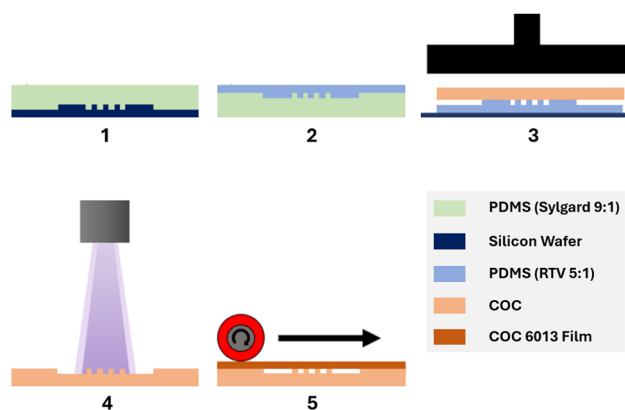 1
2
3
4
5
PDMS (Sylgard 9:1)
Silicon Wafer
PDMS (RTV 5:1)
COC
COC 6013 Film